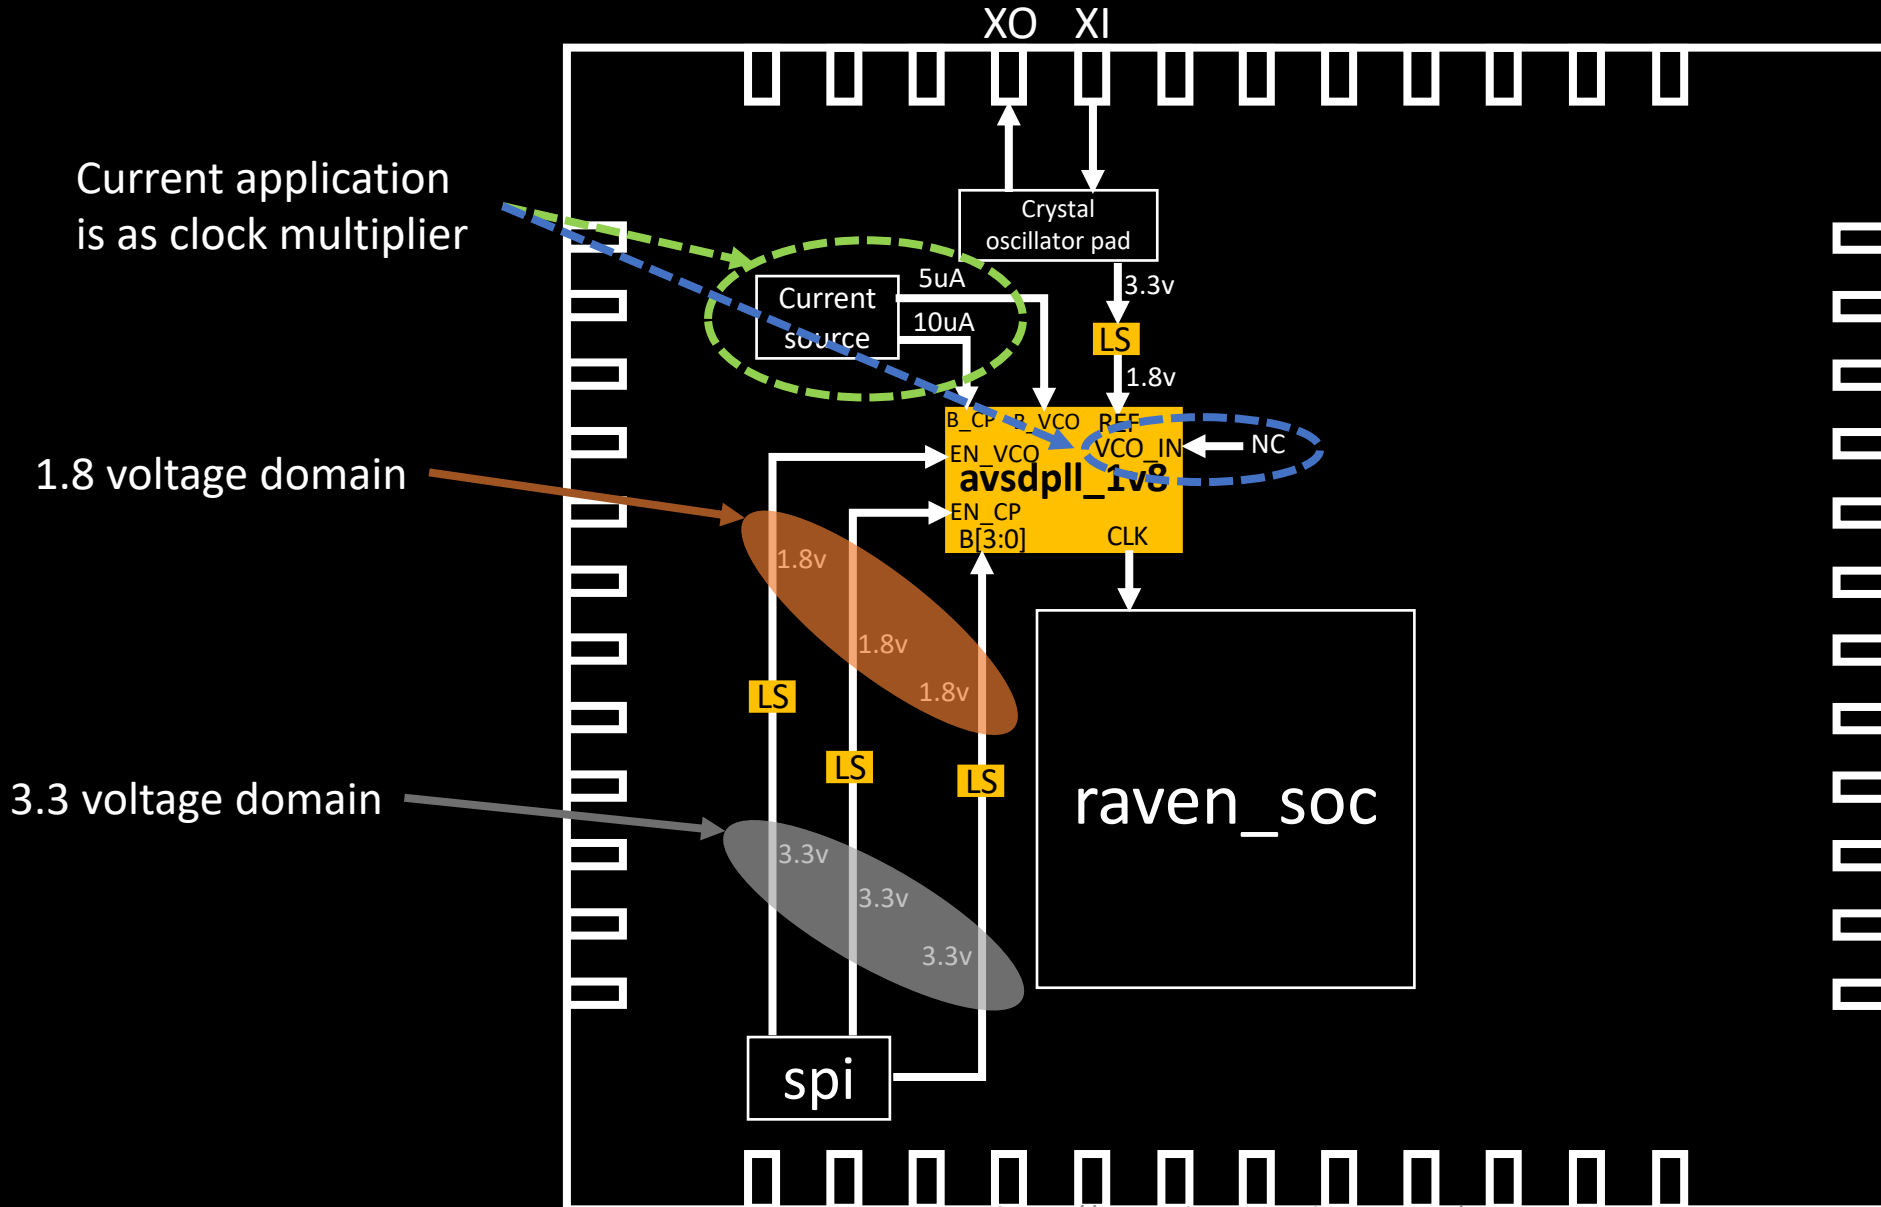 XO XI
Current application
is as clock multiplier
Crystal
oscillator pad
3.3v
LS
1.8v
Current
source
5uA
10uA
B_CP B_VCO REF
EN_VCO VCO_IN NC
avsdpll_1v8
EN_CP
B[3:0] CLK
1.8 voltage domain
1.8v
1.8v
1.8v
LS
LS
LS
3.3 voltage domain
3.3v
3.3v
3.3v
raven_soc
spi